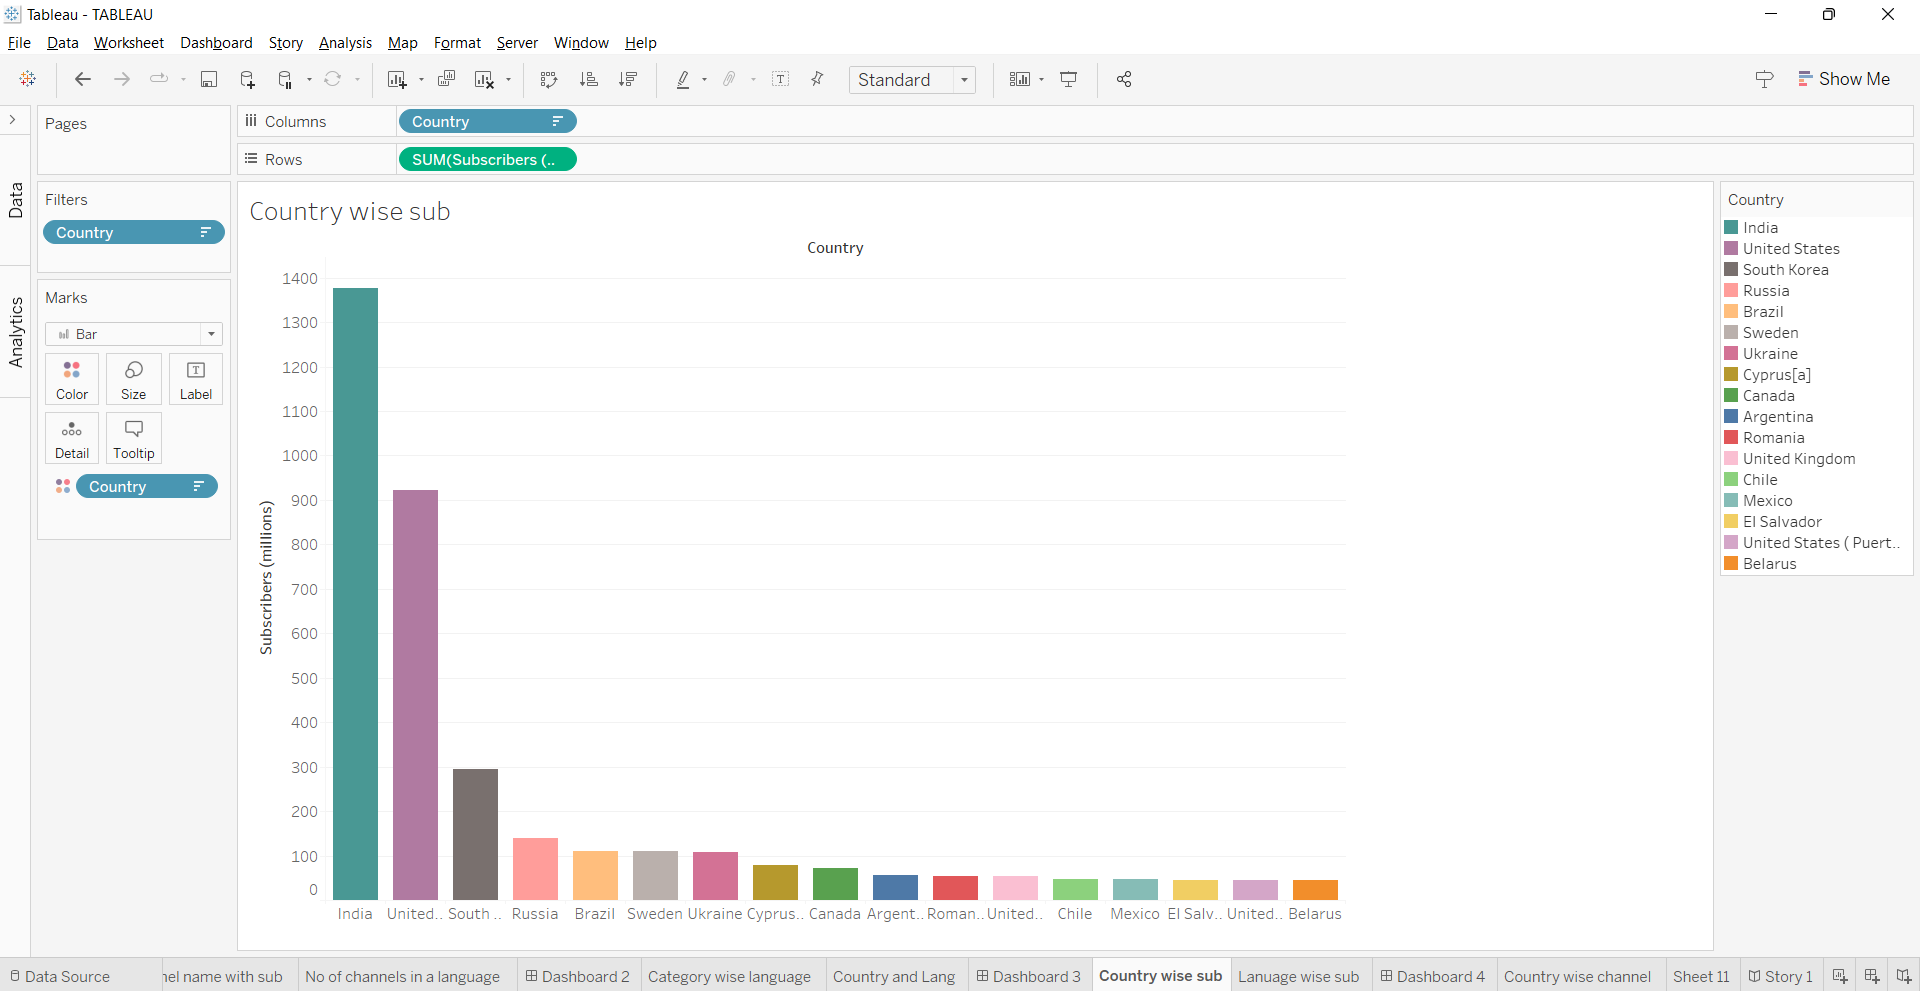 Tableau - TABLEAU
File Data Worksheet Dashboard Story Analysis Map Format Server Window Help
Standard
Show Me
Data
Analytics
Pages
Columns
Country
Rows
SUM(Subscribers (..
Filters
Country
Marks
Bar
Color
Size
Label
Detail
Tooltip
Country
Country wise sub
Country
Subscribers (millions)
1400
1300
1200
1100
1000
900
800
700
600
500
400
300
200
100
0
India United.. South .. Russia Brazil Sweden Ukraine Cyprus.. Canada Argent.. Roman.. United.. Chile Mexico El Salv.. United.. Belarus
Country
India
United States
South Korea
Russia
Brazil
Sweden
Ukraine
Cyprus[a]
Canada
Argentina
Romania
United Kingdom
Chile
Mexico
El Salvador
United States ( Puert..
Belarus
Data Source
nel name with sub
No of channels in a language
Dashboard 2
Category wise language
Country and Lang
Dashboard 3
Country wise sub
Lanuage wise sub
Dashboard 4
Country wise channel
Sheet 11
Story 1